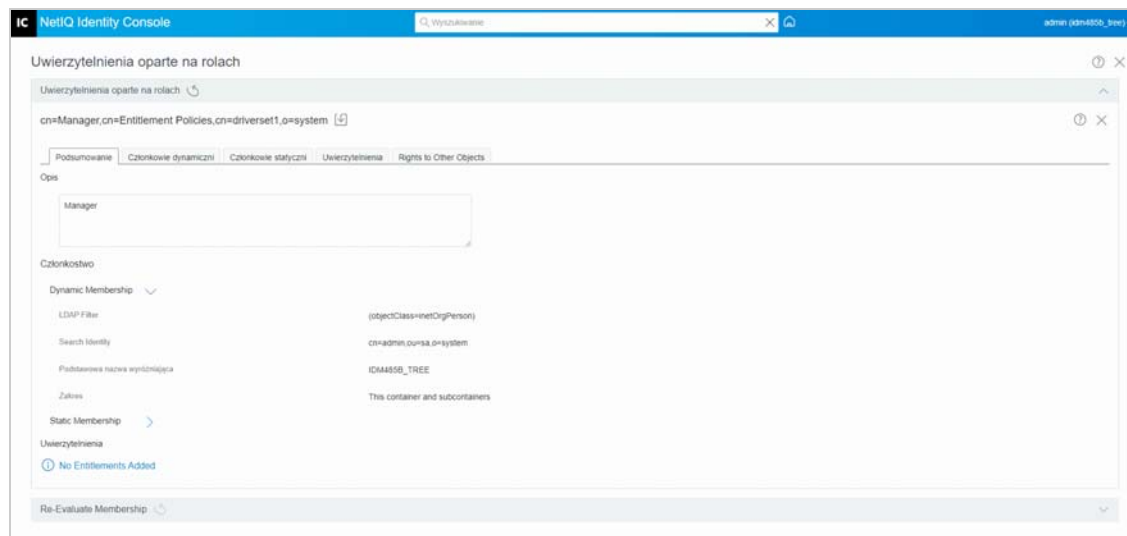 IC NetIQ Identity Console Wyszukiwanie admin (idm485b_tree)
Uwierzytelnienia oparte na rolach
Uwierzytelnienia oparte na rolach
cn=Manager,cn=Entitlement Policies,cn=driverset1,o=system
Podsumowanie Członkowie dynamiczni Członkowie statyczni Uwierzytelnienia Rights to Other Objects
Opis
Manager
Członkostwo
Dynamic Membership
LDAP Filter (objectClass=inetOrgPerson)
Search Identity cn=admin,ou=sa,o=system
Podstawowa nazwa wyróżniająca IDM485B_TREE
Zakres This container and subcontainers
Static Membership
Uwierzytelnienia
No Entitlements Added
Re-Evaluate Membership